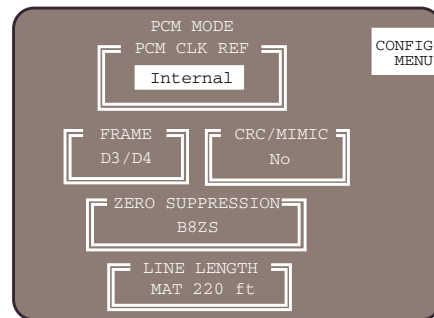 PCM MODE
PCM CLK REF
Internal
CONFIG
MENU
FRAME
D3/D4
CRC/MIMIC
No
ZERO SUPPRESSION
B8ZS
LINE LENGTH
MAT 220 ft